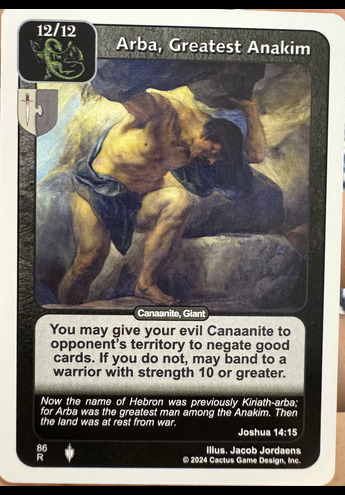 12/12
Arba, Greatest Anakim
Canaanite, Giant
You may give your evil Canaanite to
opponent's territory to negate good
cards. If you do not, may band to a
warrior with strength 10 or greater.
Now the name of Hebron was previously Kiriath-arba;
for Arba was the greatest man among the Anakim. Then
the land was at rest from war.
Joshua 14:15
86
R
Illus. Jacob Jordaens
© 2024 Cactus Game Design, Inc.